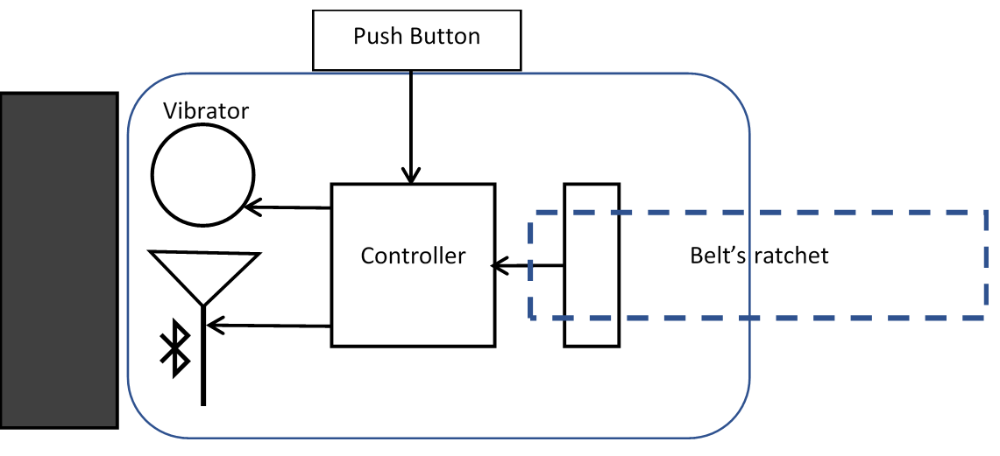 Push Button
Vibrator
Controller
Belt's ratchet